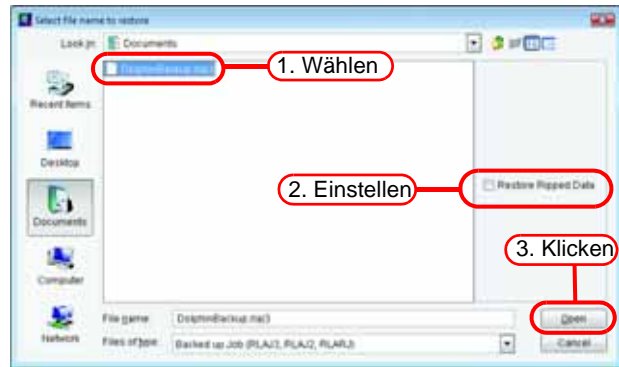 Select file name to restore
Look in: Documents
DolphinBackup.rlaj3
1. Wählen
Recent Items
Desktop
2. Einstellen
Restore Ripped Data
Documents
3. Klicken
Computer
File name DolphinBackup.rlaj3 Open
Network
Files of type Backed up Job (RLAJ3, RLAJ2, RLARJ) Cancel